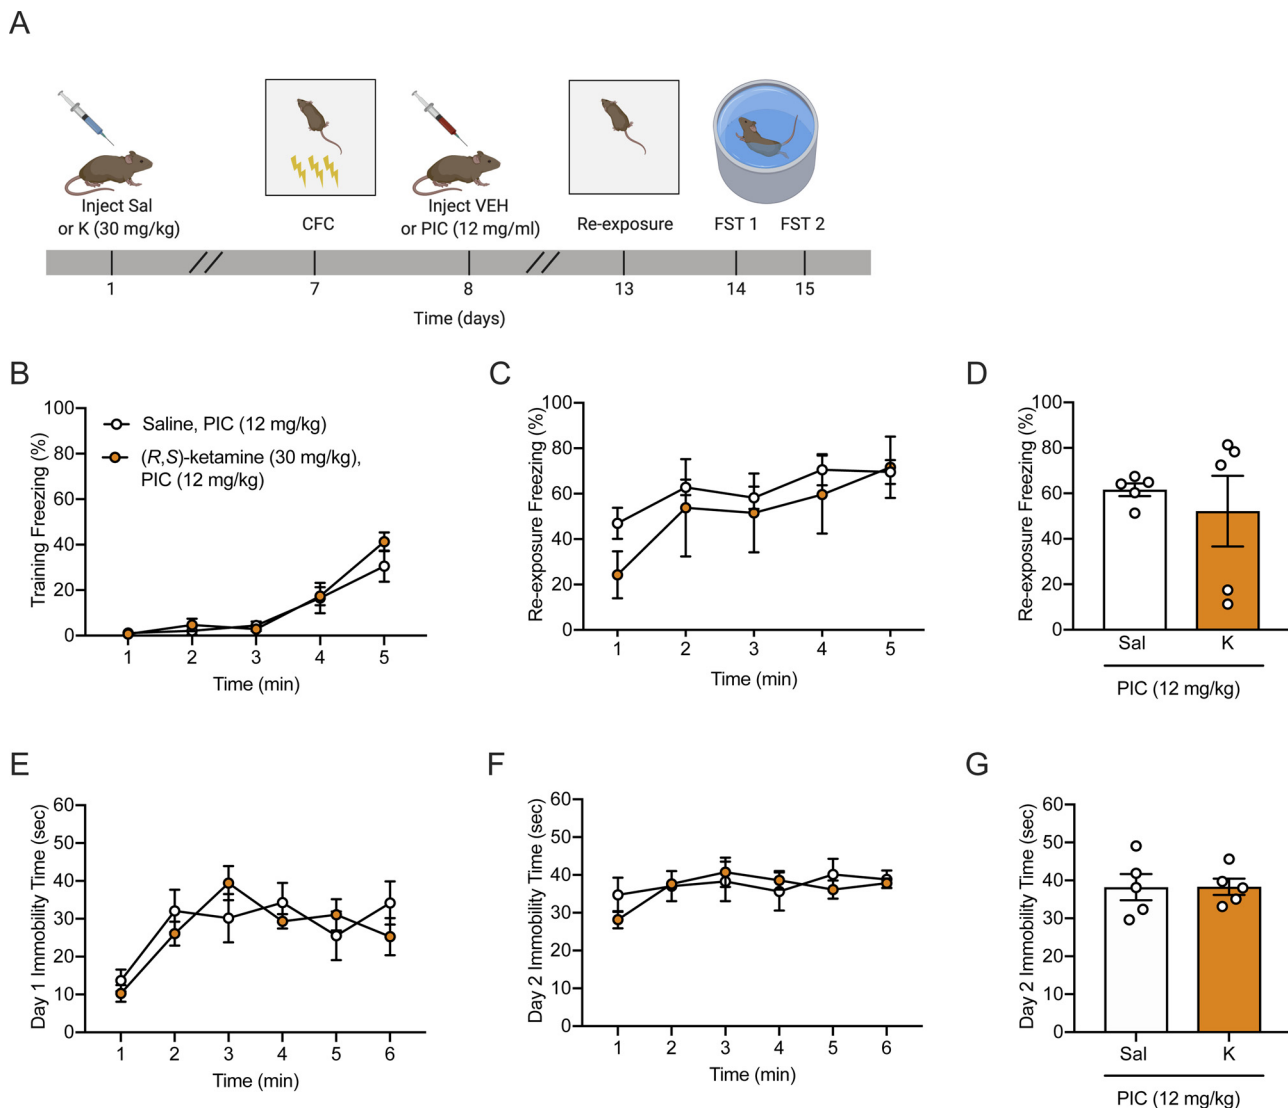 A
Inject Sal
or K (30 mg/kg)
CFC
Inject VEH
or PIC (12 mg/ml)
Re-exposure
FST 1
FST 2
1
7
8
13
14
15
Time (days)
B
Training Freezing (%)
100
80
60
40
20
0
Saline, PIC (12 mg/kg)
(R,S)-ketamine (30 mg/kg),
PIC (12 mg/kg)
1 2 3 4 5
Time (min)
C
Re-exposure Freezing (%)
100
80
60
40
20
0
1 2 3 4 5
Time (min)
D
Re-exposure Freezing (%)
100
80
60
40
20
0
Sal K
PIC (12 mg/kg)
E
Day 1 Immobility Time (sec)
60
50
40
30
20
10
0
1 2 3 4 5 6
Time (min)
F
Day 2 Immobility Time (sec)
60
50
40
30
20
10
0
1 2 3 4 5 6
Time (min)
G
Day 2 Immobility Time (sec)
60
50
40
30
20
10
0
Sal K
PIC (12 mg/kg)